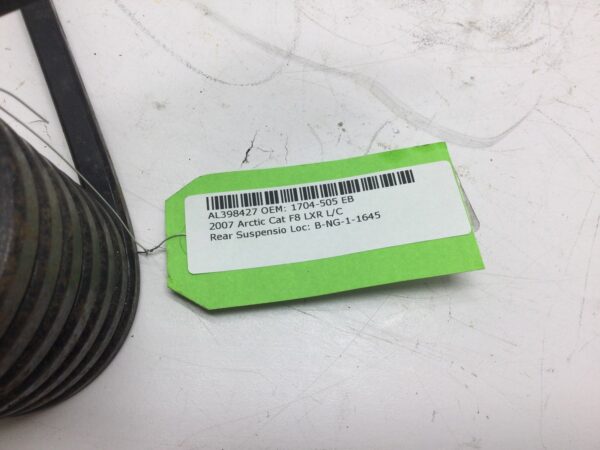 AL398427 OEM: 1704-505 EB
2007 Arctic Cat F8 LXR L/C
Rear Suspensio Loc: B-NG-1-1645